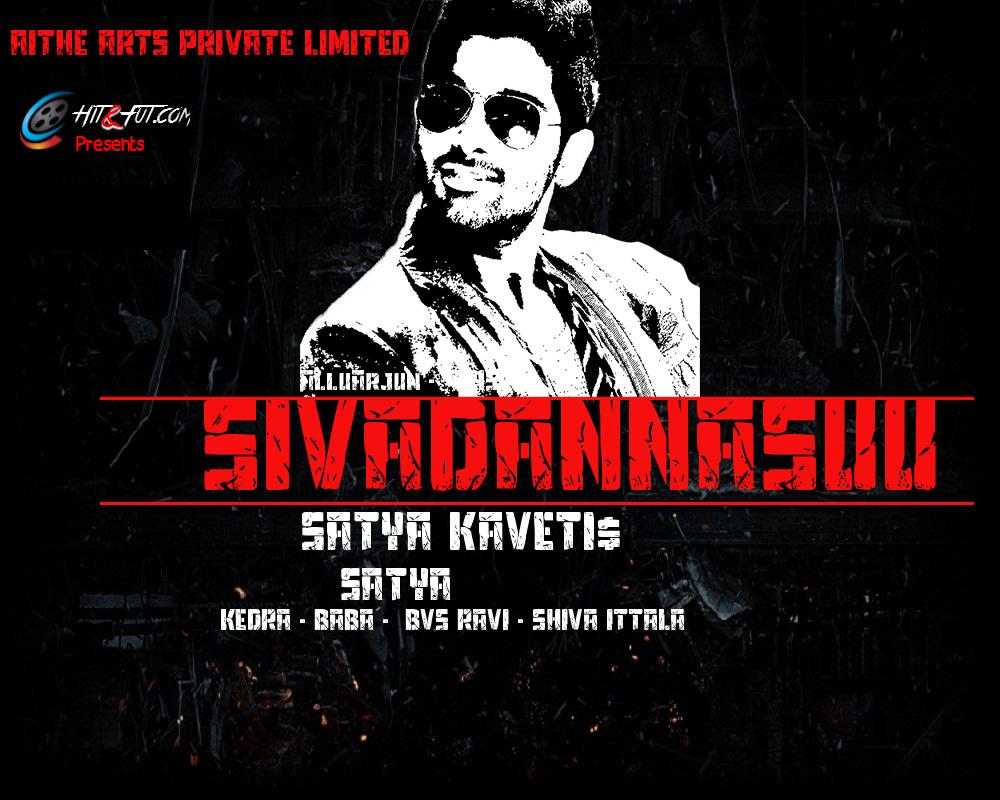 AITHE ARTS PRIVATE LIMITED
HIT&FUT.COM
Presents
ALLUARJUN -
SIVADANNASUU
SATYA KAVETI$
SATYA
KEDRA - BABA - BVS RAVI - SHIVA ITTALA